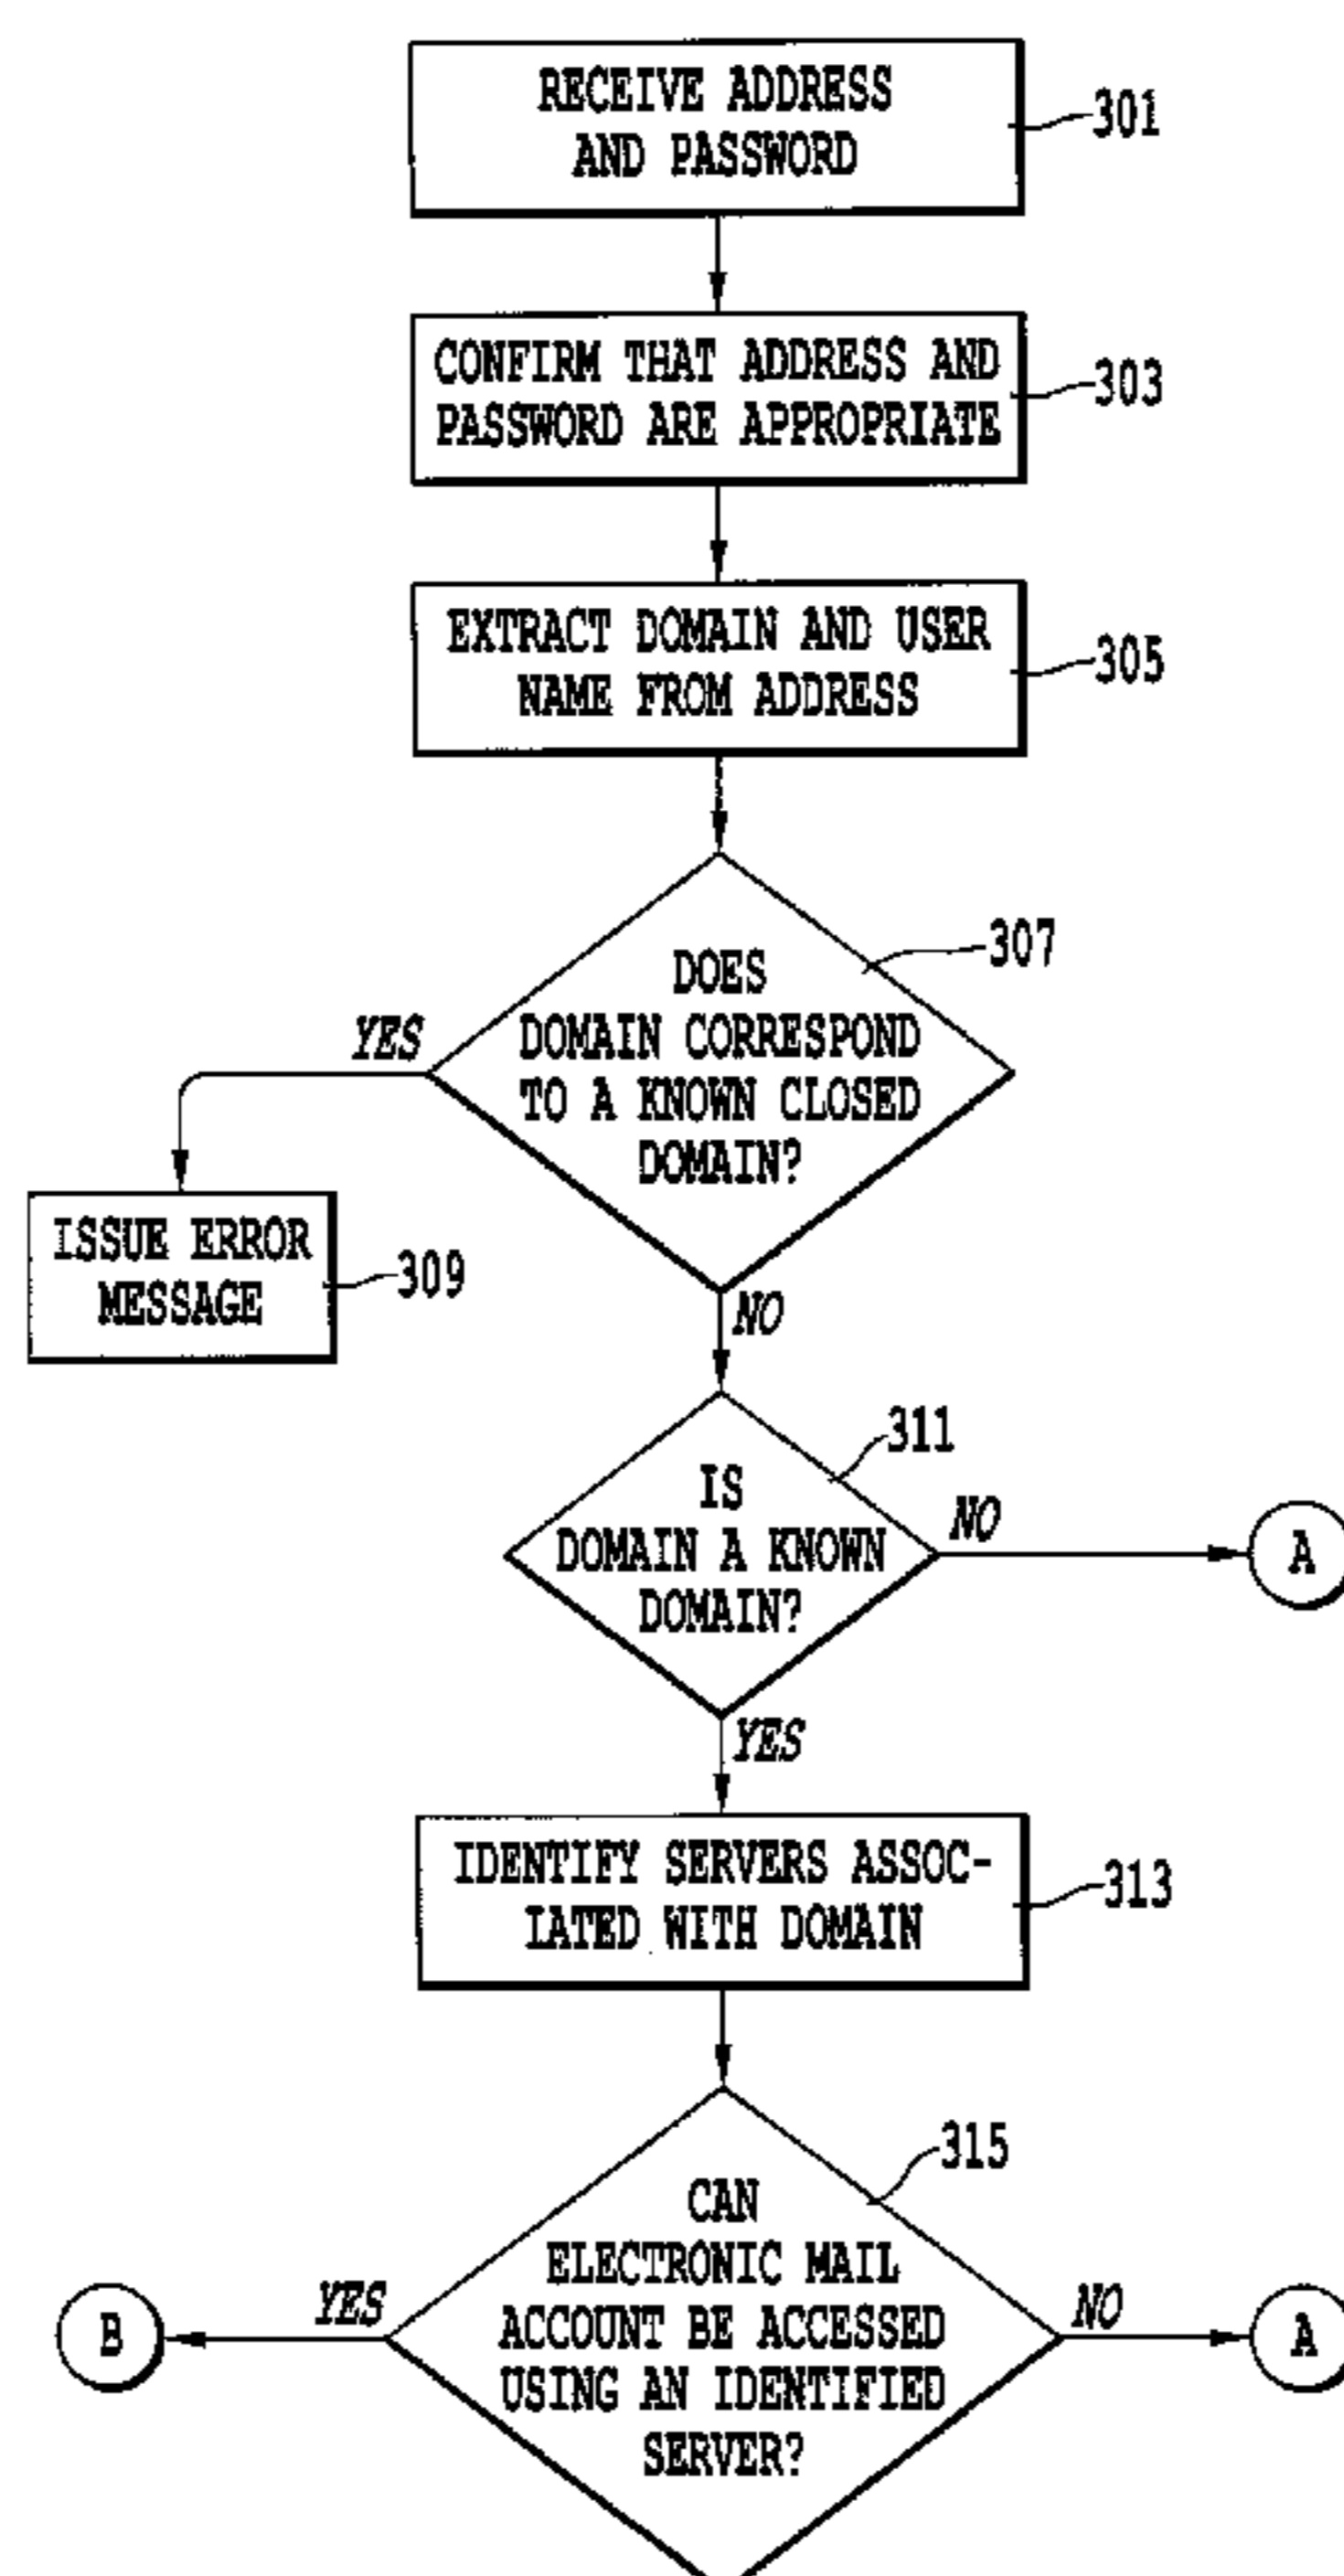 RECEIVE ADDRESS
AND PASSWORD
301
CONFIRM THAT ADDRESS AND
PASSWORD ARE APPROPRIATE
303
EXTRACT DOMAIN AND USER
NAME FROM ADDRESS
305
307
DOES
DOMAIN CORRESPOND
TO A KNOWN CLOSED
DOMAIN?
YES
ISSUE ERROR
MESSAGE
309
NO
311
IS
DOMAIN A KNOWN
DOMAIN?
NO
A
YES
IDENTIFY SERVERS ASSOC-
IATED WITH DOMAIN
313
315
CAN
ELECTRONIC MAIL
ACCOUNT BE ACCESSED
USING AN IDENTIFIED
SERVER?
YES
B
NO
A